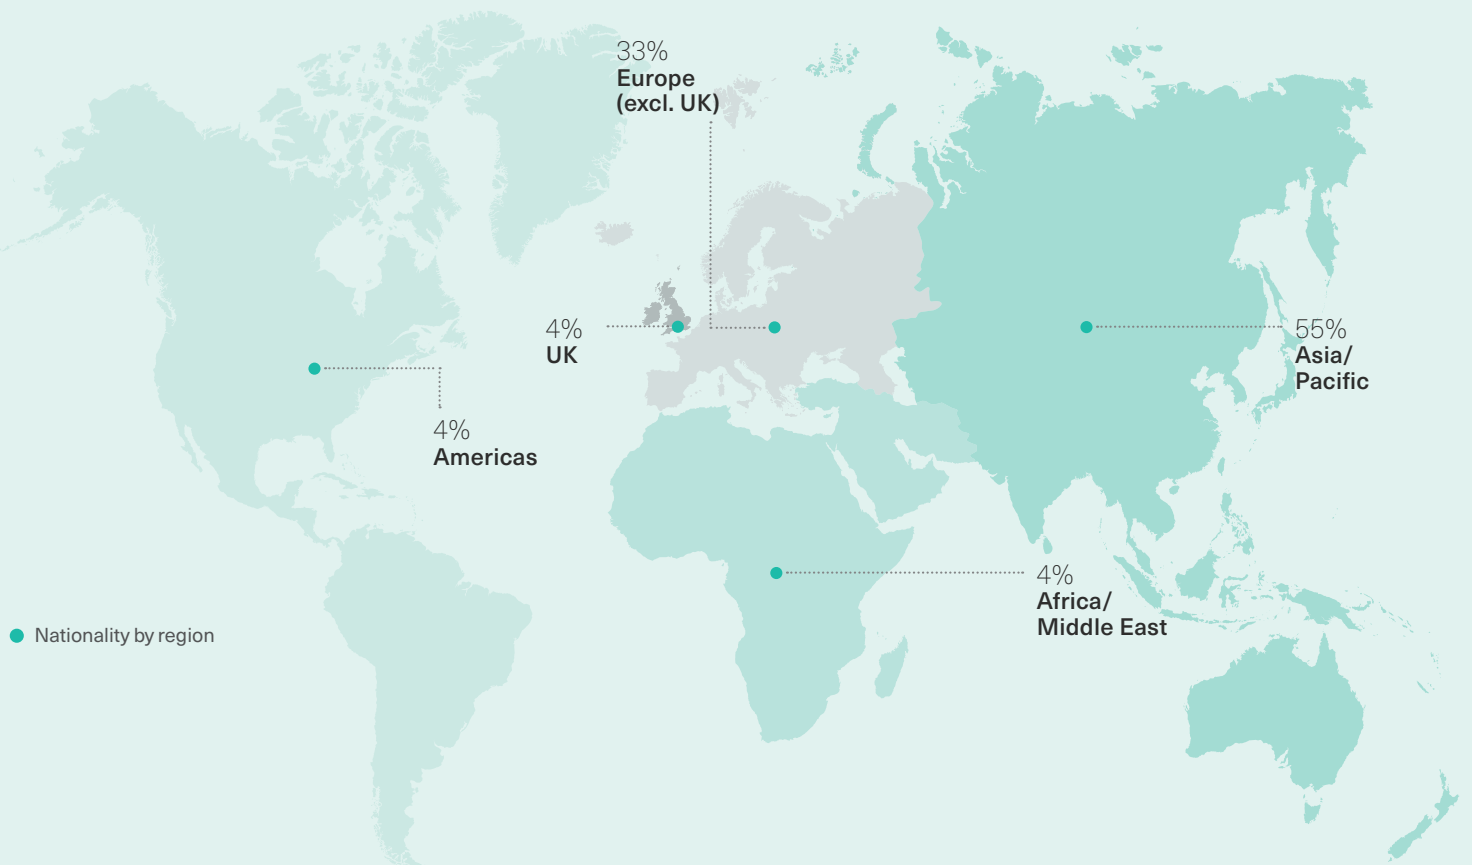 33%
Europe
(excl. UK)
4%
UK
55%
Asia/
Pacific
4%
Americas
4%
Africa/
Middle East
Nationality by region